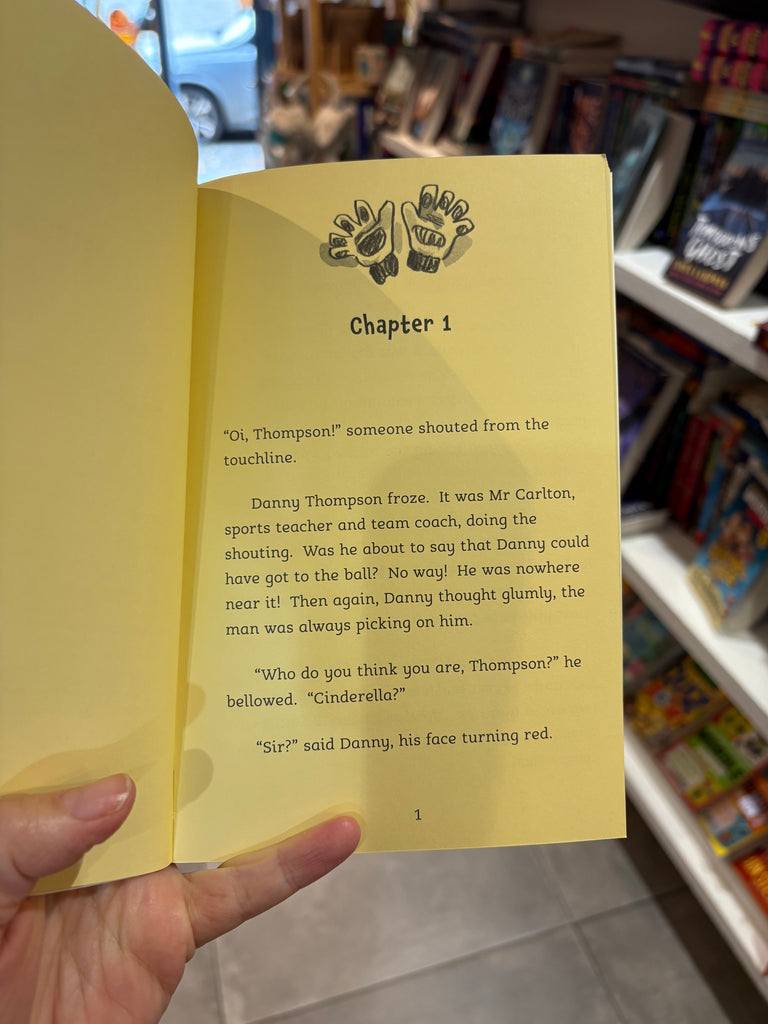 Chapter 1
“Oi, Thompson!” someone shouted from the
touchline.
Danny Thompson froze. It was Mr Carlton,
sports teacher and team coach, doing the
shouting. Was he about to say that Danny could
have got to the ball? No way! He was nowhere
near it! Then again, Danny thought glumly, the
man was always picking on him.
“Who do you think you are, Thompson?” he
bellowed. “Cinderella?”
“Sir?” said Danny, his face turning red.
1